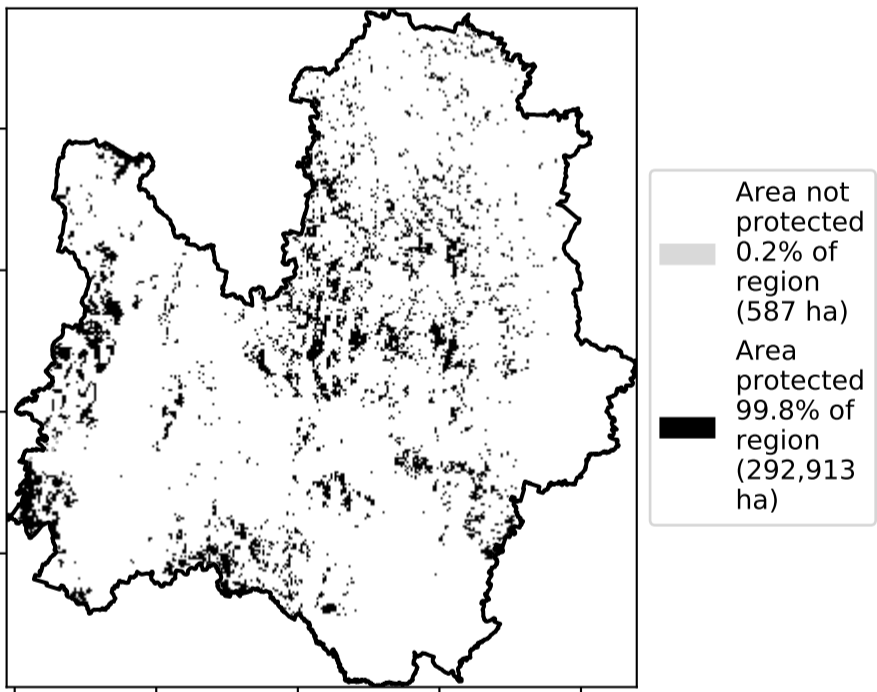 Area not
protected
0.2% of
region
(587 ha)
Area
protected
99.8% of
region
(292,913
ha)